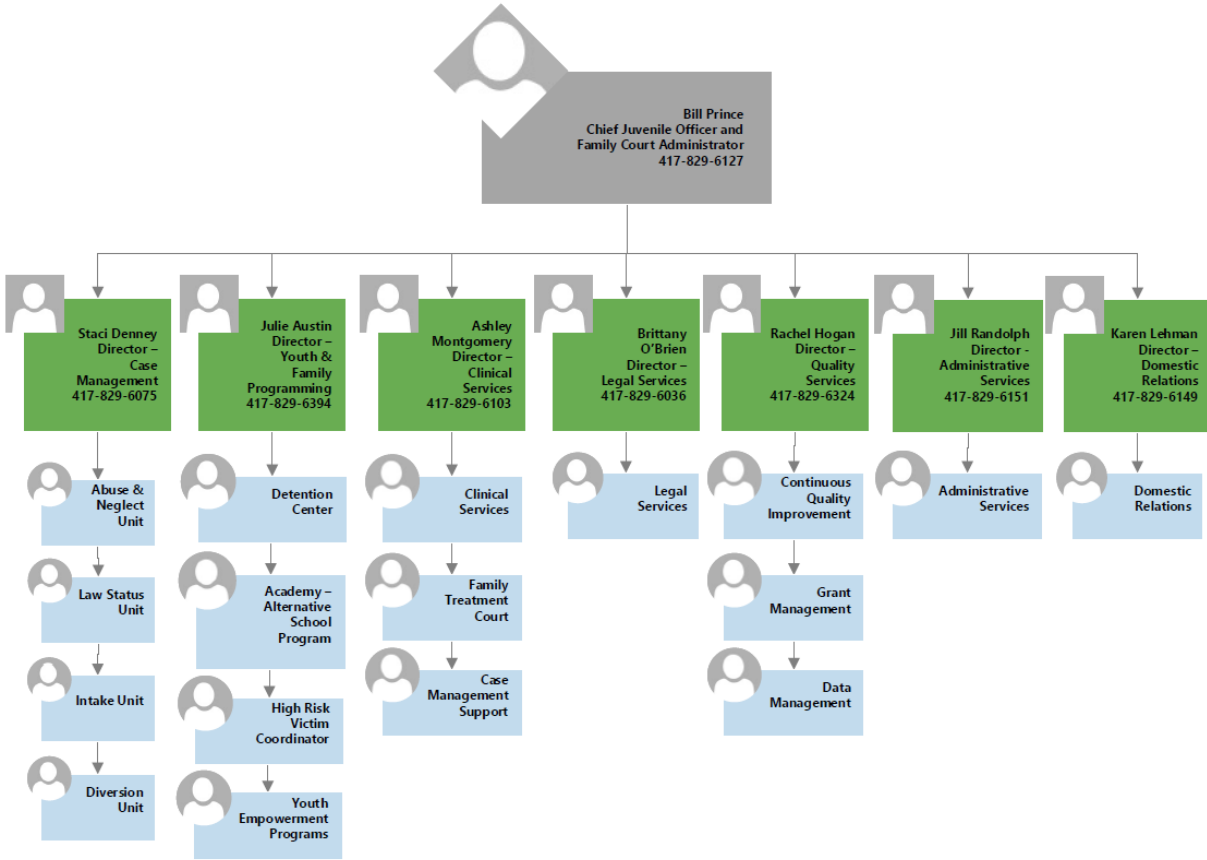 Bill Prince
Chief Juvenile Officer and
Family Court Administrator
417-829-6127
Staci Denney
Director –
Case
Management
417-829-6075
Julie Austin
Director –
Youth &
Family
Programming
417-829-6394
Ashley
Montgomery
Director –
Clinical
Services
417-829-6103
Brittany
O’Brien
Director –
Legal Services
417-829-6036
Rachel Hogan
Director –
Quality
Services
417-829-6324
Jill Randolph
Director -
Administrative
Services
417-829-6151
Karen Lehman
Director –
Domestic
Relations
417-829-6149
Abuse &
Neglect
Unit
Law Status
Unit
Intake Unit
Diversion
Unit
Detention
Center
Academy –
Alternative
School
Program
High Risk
Victim
Coordinator
Youth
Empowerment
Programs
Clinical
Services
Family
Treatment
Court
Case
Management
Support
Legal
Services
Continuous
Quality
Improvement
Grant
Management
Data
Management
Administrative
Services
Domestic
Relations